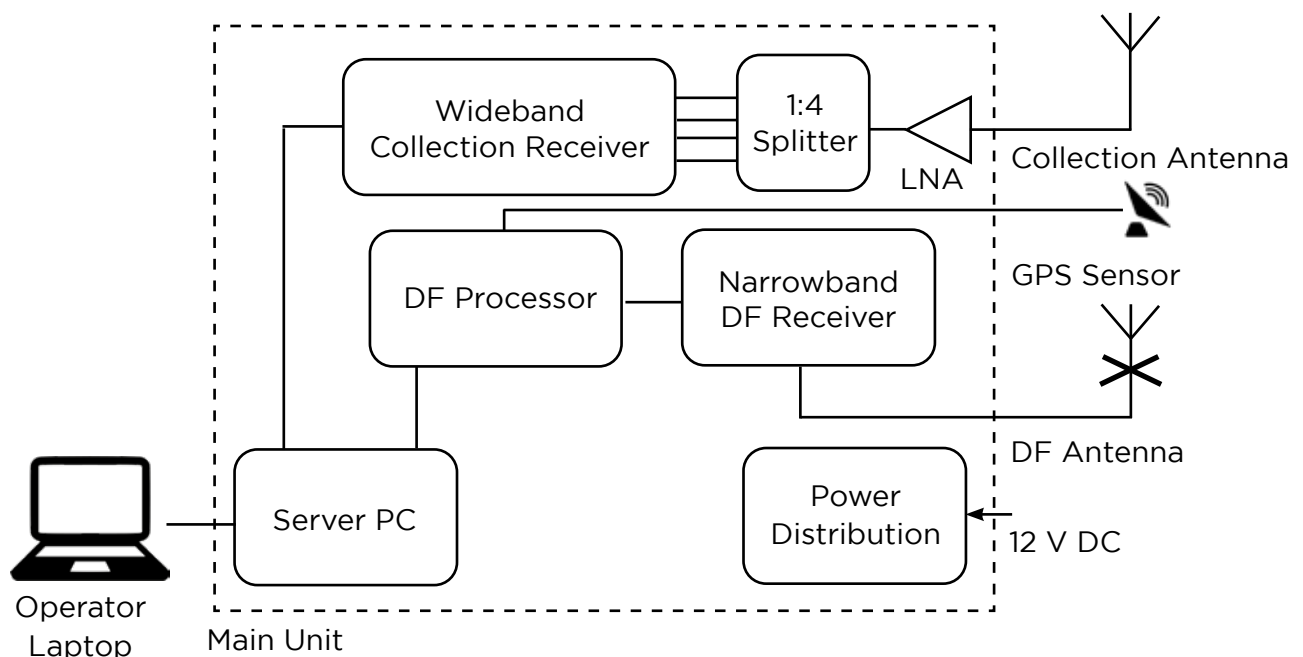 Wideband
Collection Receiver
1:4
Splitter
LNA
Collection Antenna
DF Processor
Narrowband
DF Receiver
GPS Sensor
DF Antenna
Server PC
Power
Distribution
12 V DC
Operator
Laptop
Main Unit